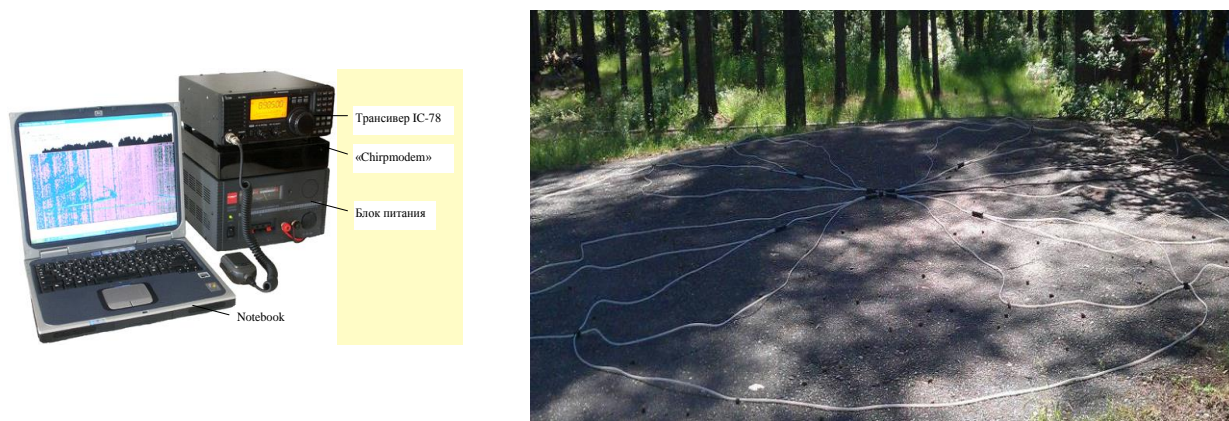 Трансивер IC-78
«Chirpmodem»
Блок питания
Notebook